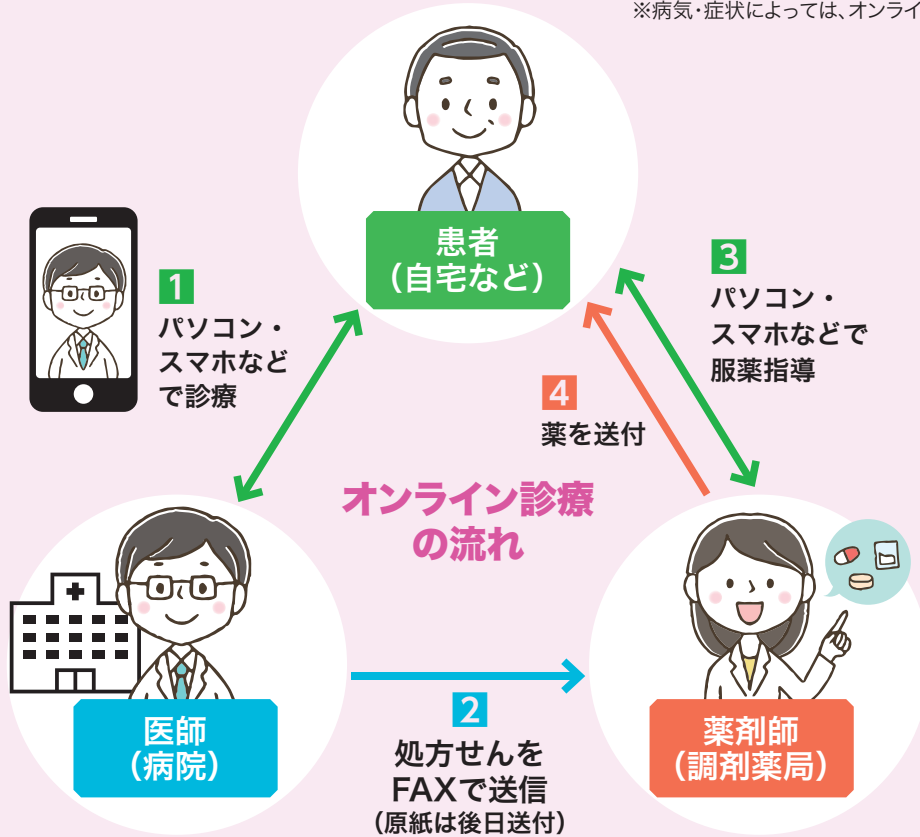 ※病気・症状によっては、オンライ
患者
（自宅など）
1
パソコン・
スマホなど
で診療
3
パソコン・
スマホなどで
服薬指導
4
薬を送付
オンライン診療
の流れ
医師
（病院）
2
処方せんを
FAXで送信
（原紙は後日送付）
薬剤師
（調剤薬局）